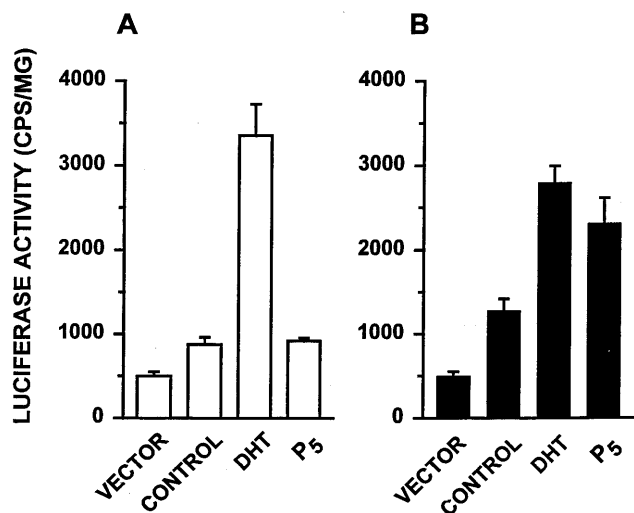 A
B
LUCIFERASE ACTIVITY (CPS/MG)
4000
3000
2000
1000
0
VECTOR
CONTROL
DHT
P5
4000
3000
2000
1000
0
VECTOR
CONTROL
DHT
P5